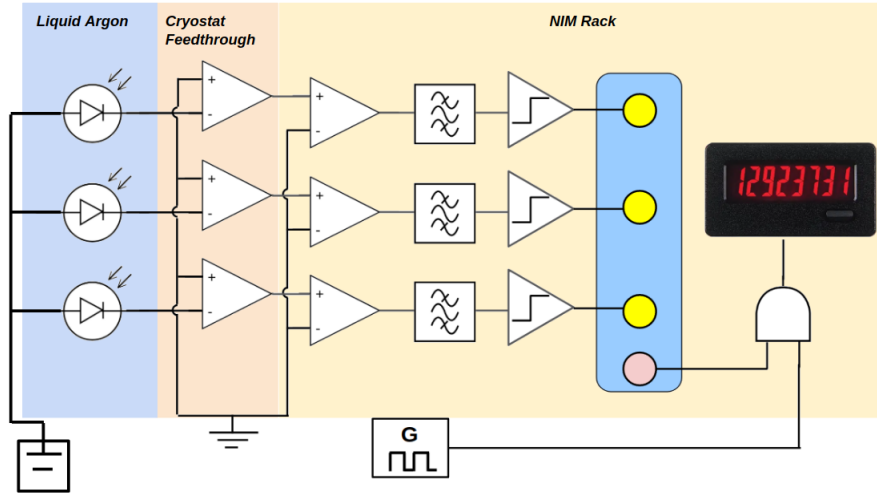 Liquid Argon
Cryostat
Feedthrough
NIM Rack
+
-
+
-
+
-
+
-
+
-
+
-
12923731
G